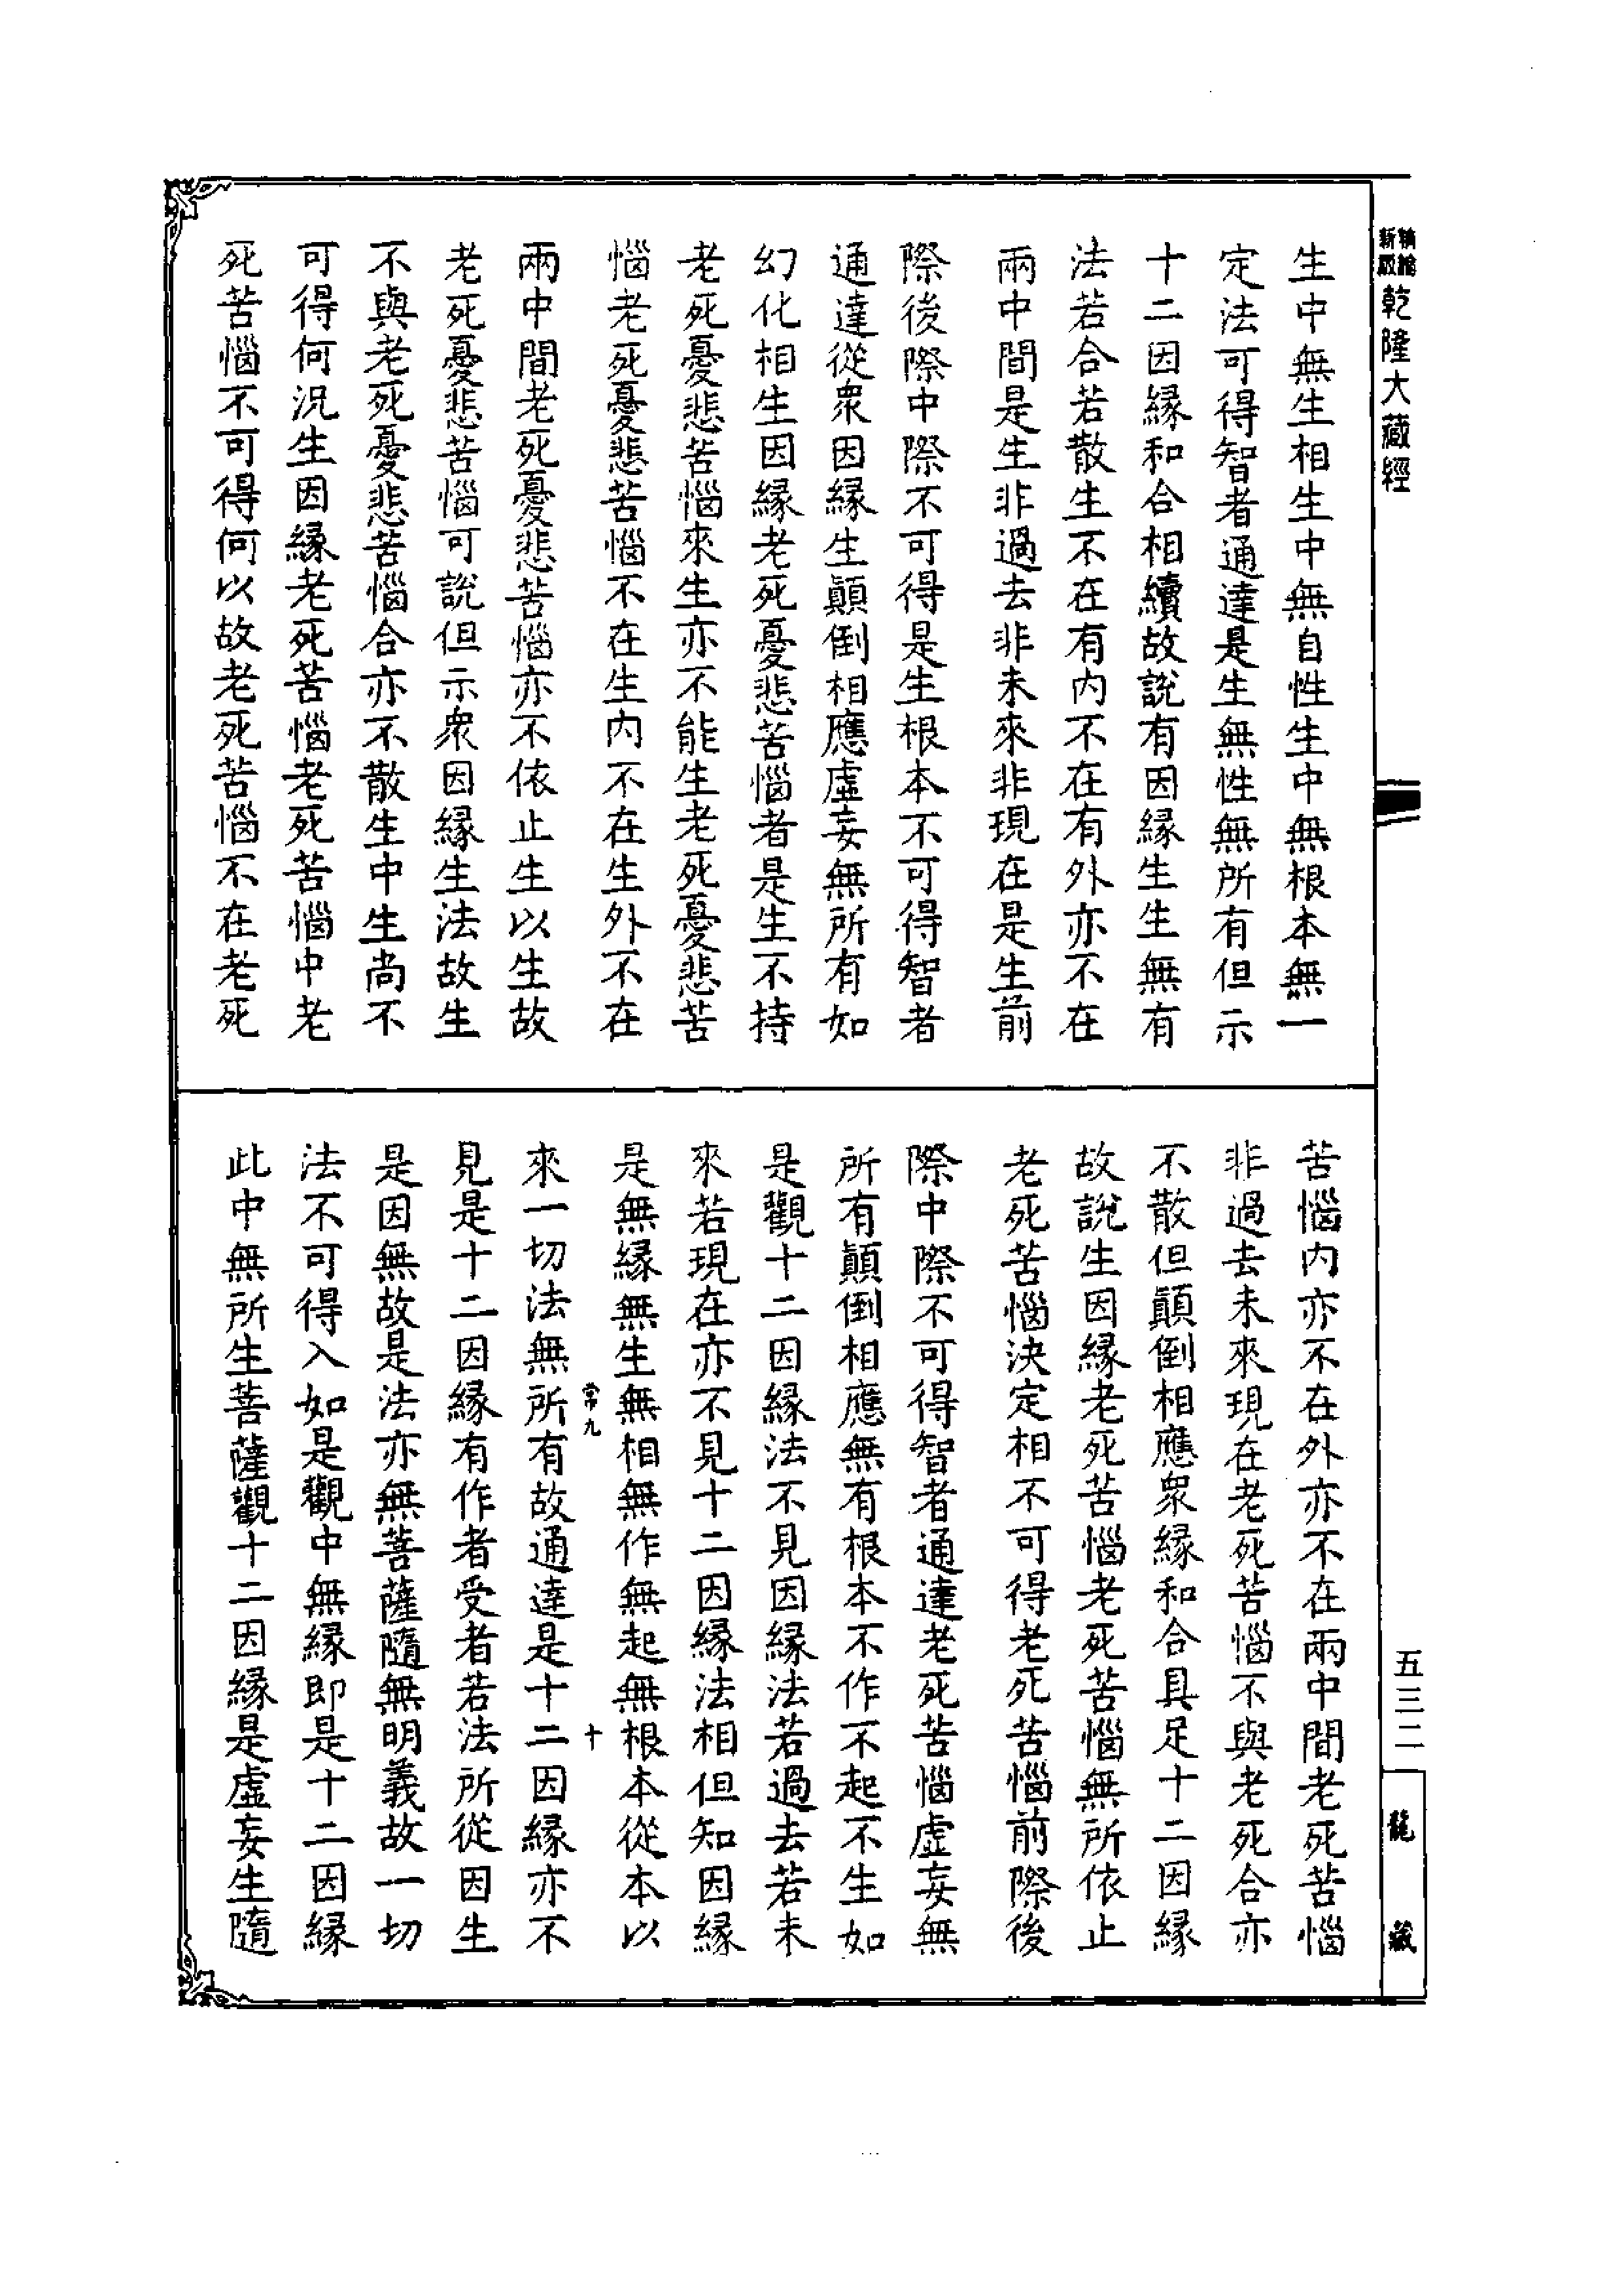 新版
精縮
乾隆大藏經
生中無生相生中無自性生中無根本無一
定法可得智者通達是生無性無所有但示
十二因緣和合相續故說有因緣生生無有
法若合若散生不在有內不在有外亦不在
兩中間是生非過去非未來非現在是生前
際後際中際不可得是生根本不可得智者
通達從衆因緣生顛倒相應虛妄無所有如
幻化相生因緣老死憂悲苦惱者是生不持
老死憂悲苦惱來生亦不能生老死憂悲苦
惱老死憂悲苦惱不在生內不在生外不在
兩中間老死憂悲苦惱亦不依止生以生故
老死憂悲苦惱可說但示衆因緣生法故生
不與老死憂悲苦惱合亦不散生中生尚不
可得何況生因緣老死苦惱老死苦惱中老
死苦惱不可得何以故老死苦惱不在老死
苦惱內亦不在外亦不在兩中間老死苦惱
非過去未來現在老死苦惱不與老死合亦
不散但顛倒相應衆緣和合具足十二因緣
故說生因緣老死苦惱老死苦惱無所依止
老死苦惱決定相不可得老死苦惱前際後
際中際不可得智者通達老死苦惱虛妄無
所有顛倒相應無有根本不作不起不生如
是觀十二因緣法不見因緣法若過去若未
來若現在亦不見十二因緣法相但知因緣
是無緣無生無相無作無起無根本從本以
常九
十
來一切法無所有故通達是十二因緣亦不
見是十二因緣有作者受者若法所從因生
是因無故是法亦無菩薩隨無明義故一切
法不可得入如是觀中無緣即是十二因緣
此中無所生菩薩觀十二因緣是虛妄生隨
五三二
龍藏